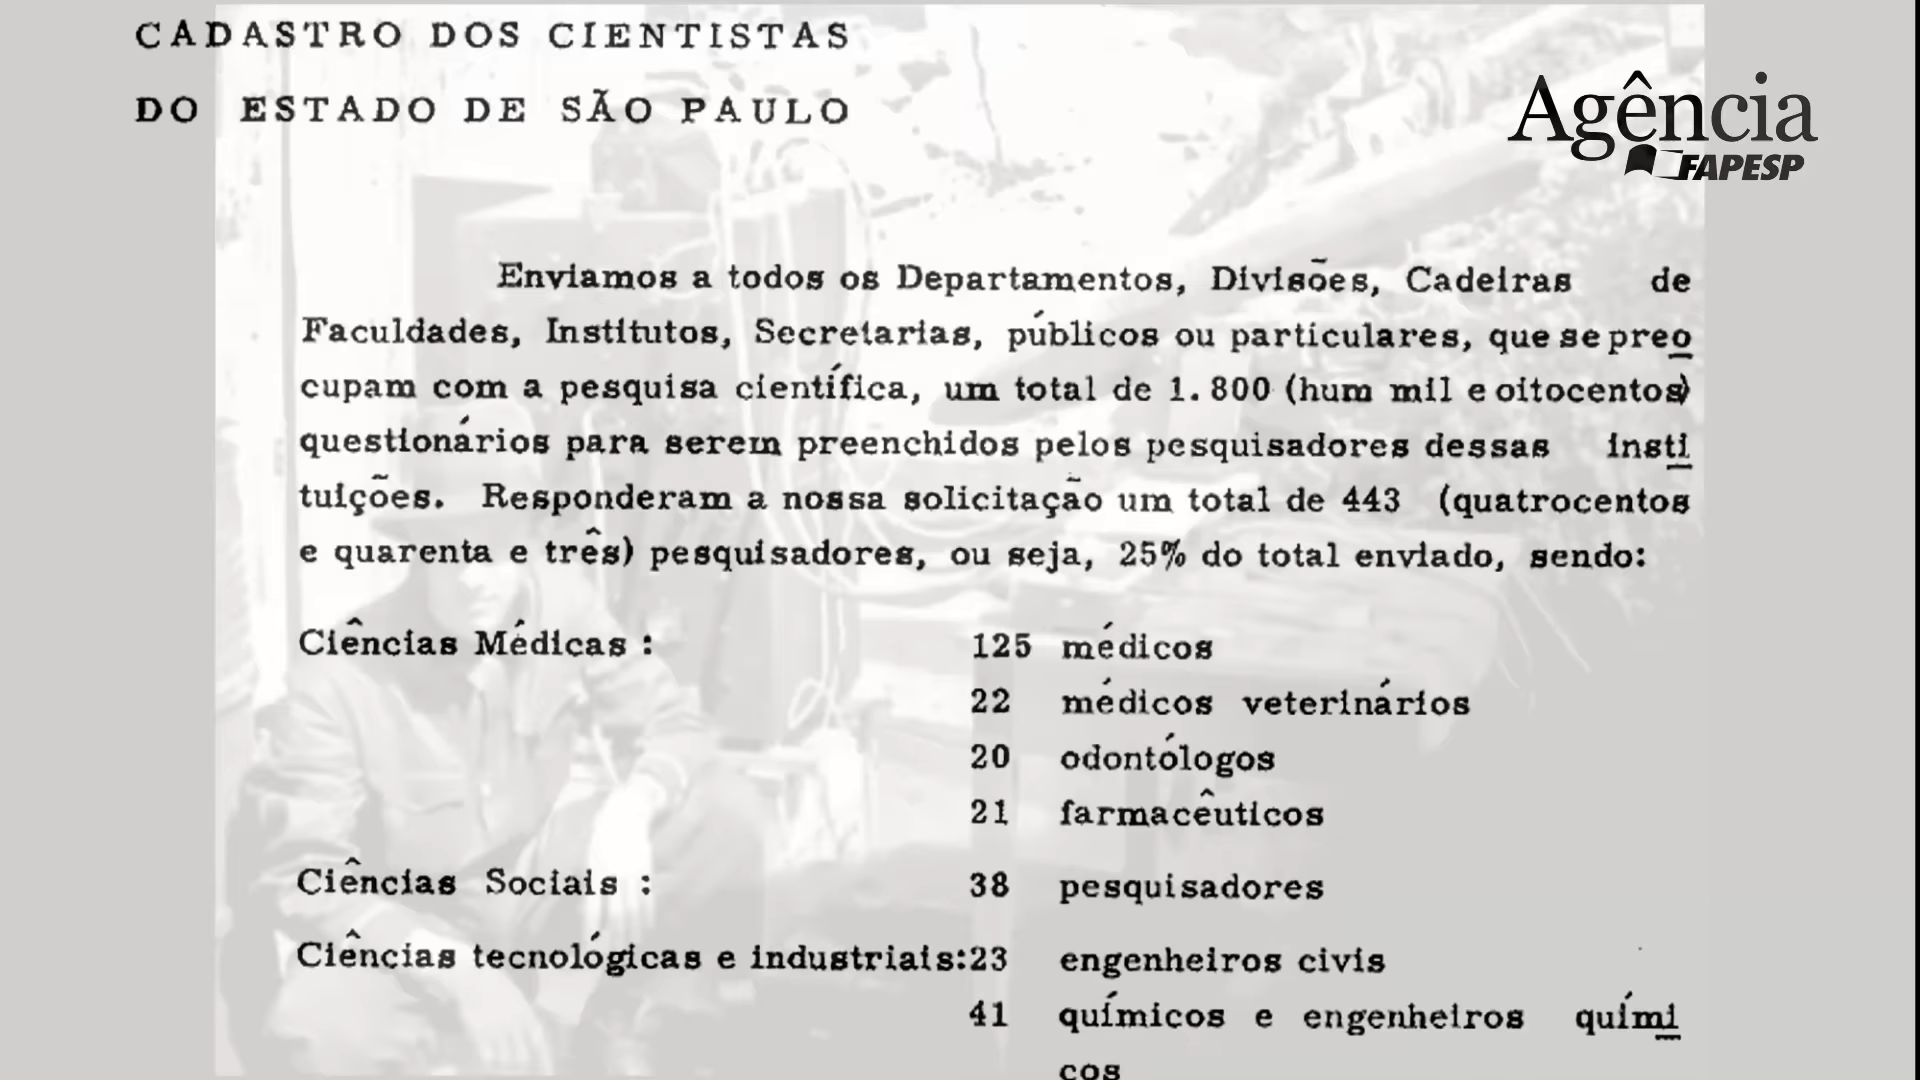 CADASTRO DOS CIENTISTAS
DO ESTADO DE SÃO PAULO
Agência
FAPESP
Enviamos a todos os Departamentos, Divisões, Cadeiras de
Faculdades, Institutos, Secretarias, públicos ou particulares, que se preo
cupam com a pesquisa científica, um total de 1.800 (hum mil e oitocentos)
questionários para serem preenchidos pelos pesquisadores dessas insti
tuições. Responderam a nossa solicitação um total de 443 (quatrocentos
e quarenta e três) pesquisadores, ou seja, 25% do total enviado, sendo:
Ciências Médicas : 125 médicos
22 médicos veterinários
20 odontólogos
21 farmacêuticos
Ciências Sociais : 38 pesquisadores
Ciências tecnológicas e industriais:23 engenheiros civis
41 químicos e engenheiros quími
cos